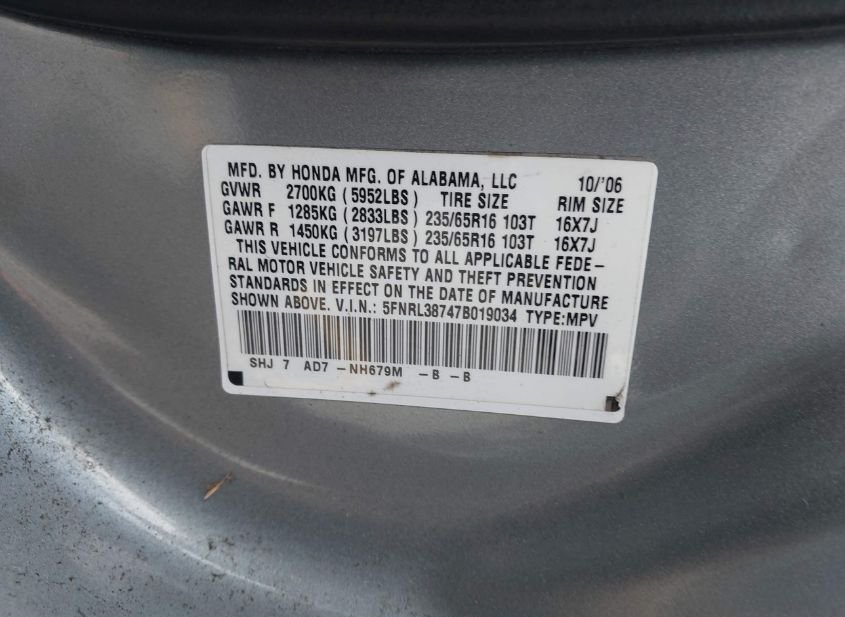 MFD. BY HONDA MFG. OF ALABAMA, LLC 10/'06
GVWR 2700KG (5952LBS) TIRE SIZE RIM SIZE
GAWR F 1285KG (2833LBS) 235/65R16 103T 16X7J
GAWR R 1450KG (3197LBS) 235/65R16 103T 16X7J
THIS VEHICLE CONFORMS TO ALL APPLICABLE FEDE-
RAL MOTOR VEHICLE SAFETY AND THEFT PREVENTION
STANDARDS IN EFFECT ON THE DATE OF MANUFACTURE
SHOWN ABOVE. V.I.N.: 5FNRL38747B019034 TYPE:MPV
SHJ 7 AD7 -NH679M -B -B